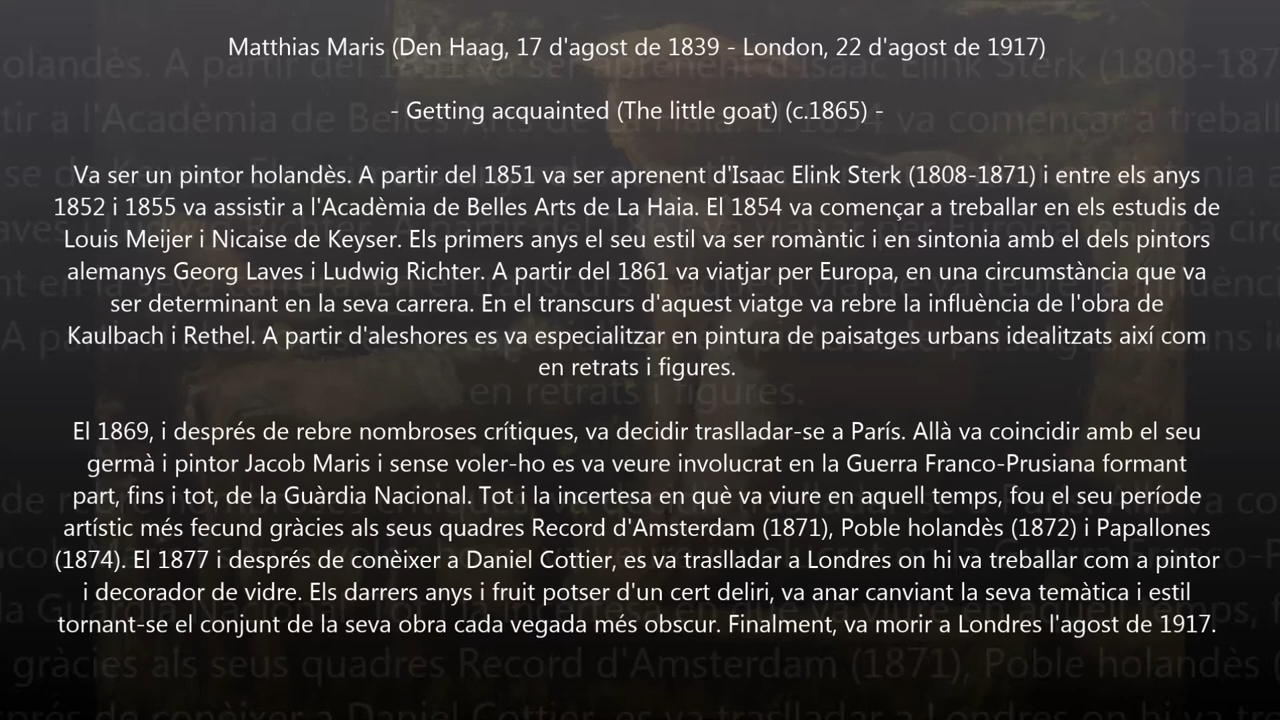 Matthias Maris (Den Haag, 17 d'agost de 1839 - London, 22 d'agost de 1917)
- Getting acquainted (The little goat) (c.1865) -
Va ser un pintor holandès. A partir del 1851 va ser aprenent d'Isaac Elink Sterk (1808-1871) i entre els anys
1852 i 1855 va assistir a l'Acadèmia de Belles Arts de La Haia. El 1854 va començar a treballar en els estudis de
Louis Meijer i Nicaise de Keyser. Els primers anys el seu estil va ser romàntic i en sintonia amb el dels pintors
alemanys Georg Laves i Ludwig Richter. A partir del 1861 va viatjar per Europa, en una circumstància que va
ser determinant en la seva carrera. En el transcurs d'aquest viatge va rebre la influència de l'obra de
Kaulbach i Rethel. A partir d'aleshores es va especialitzar en pintura de paisatges urbans idealitzats així com
en retrats i figures.
El 1869, i després de rebre nombroses crítiques, va decidir traslladar-se a París. Allà va coincidir amb el seu
germà i pintor Jacob Maris i sense voler-ho es va veure involucrat en la Guerra Franco-Prusiana formant
part, fins i tot, de la Guàrdia Nacional. Tot i la incertesa en què va viure en aquell temps, fou el seu període
artístic més fecund gràcies als seus quadres Record d'Amsterdam (1871), Poble holandès (1872) i Papallones
(1874). El 1877 i després de conèixer a Daniel Cottier, es va traslladar a Londres on hi va treballar com a pintor
i decorador de vidre. Els darrers anys i fruit potser d'un cert deliri, va anar canviant la seva temàtica i estil
tornant-se el conjunt de la seva obra cada vegada més obscur. Finalment, va morir a Londres l'agost de 1917.